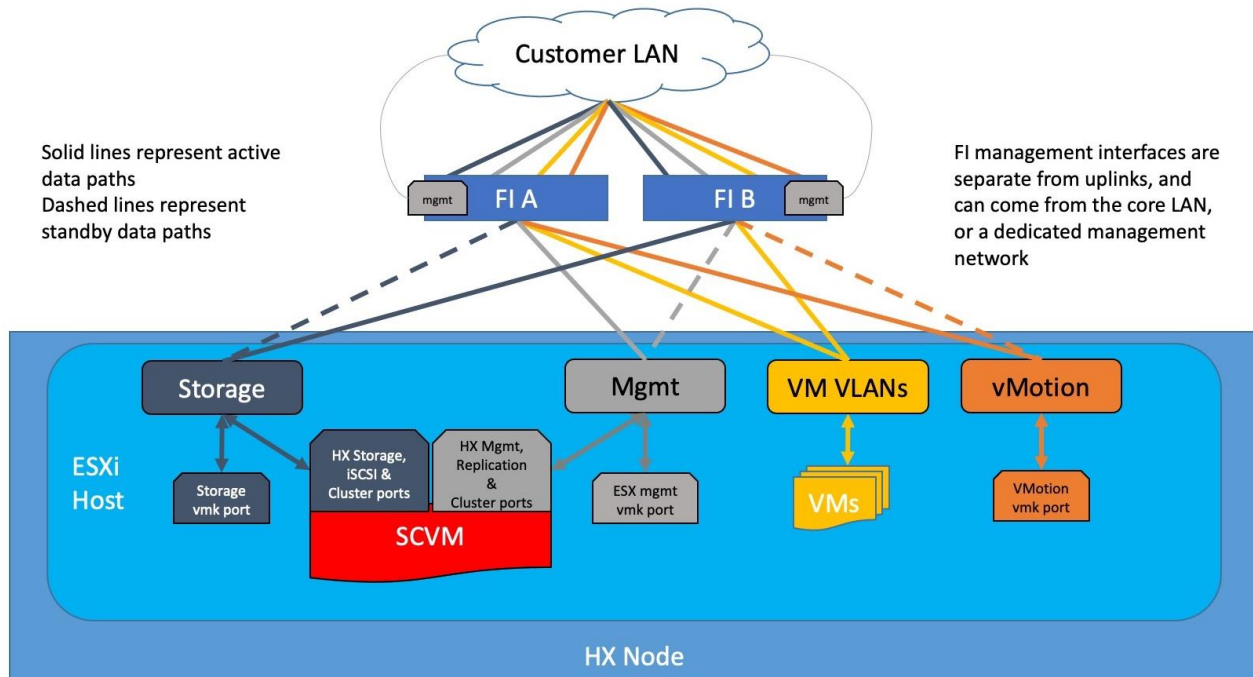 Customer LAN
Solid lines represent active
data paths
Dashed lines represent
standby data paths
FI management interfaces are
separate from uplinks, and
can come from the core LAN,
or a dedicated management
network
mgmt
FI A
FI B
mgmt
Storage
Mgmt
VM VLANs
vMotion
ESXi
Host
Storage
vmk port
HX Storage,
iSCSI &
Cluster ports
HX Mgmt,
Replication
&
Cluster ports
SCVM
ESX mgmt
vmk port
VMs
VMotion
vmk port
HX Node